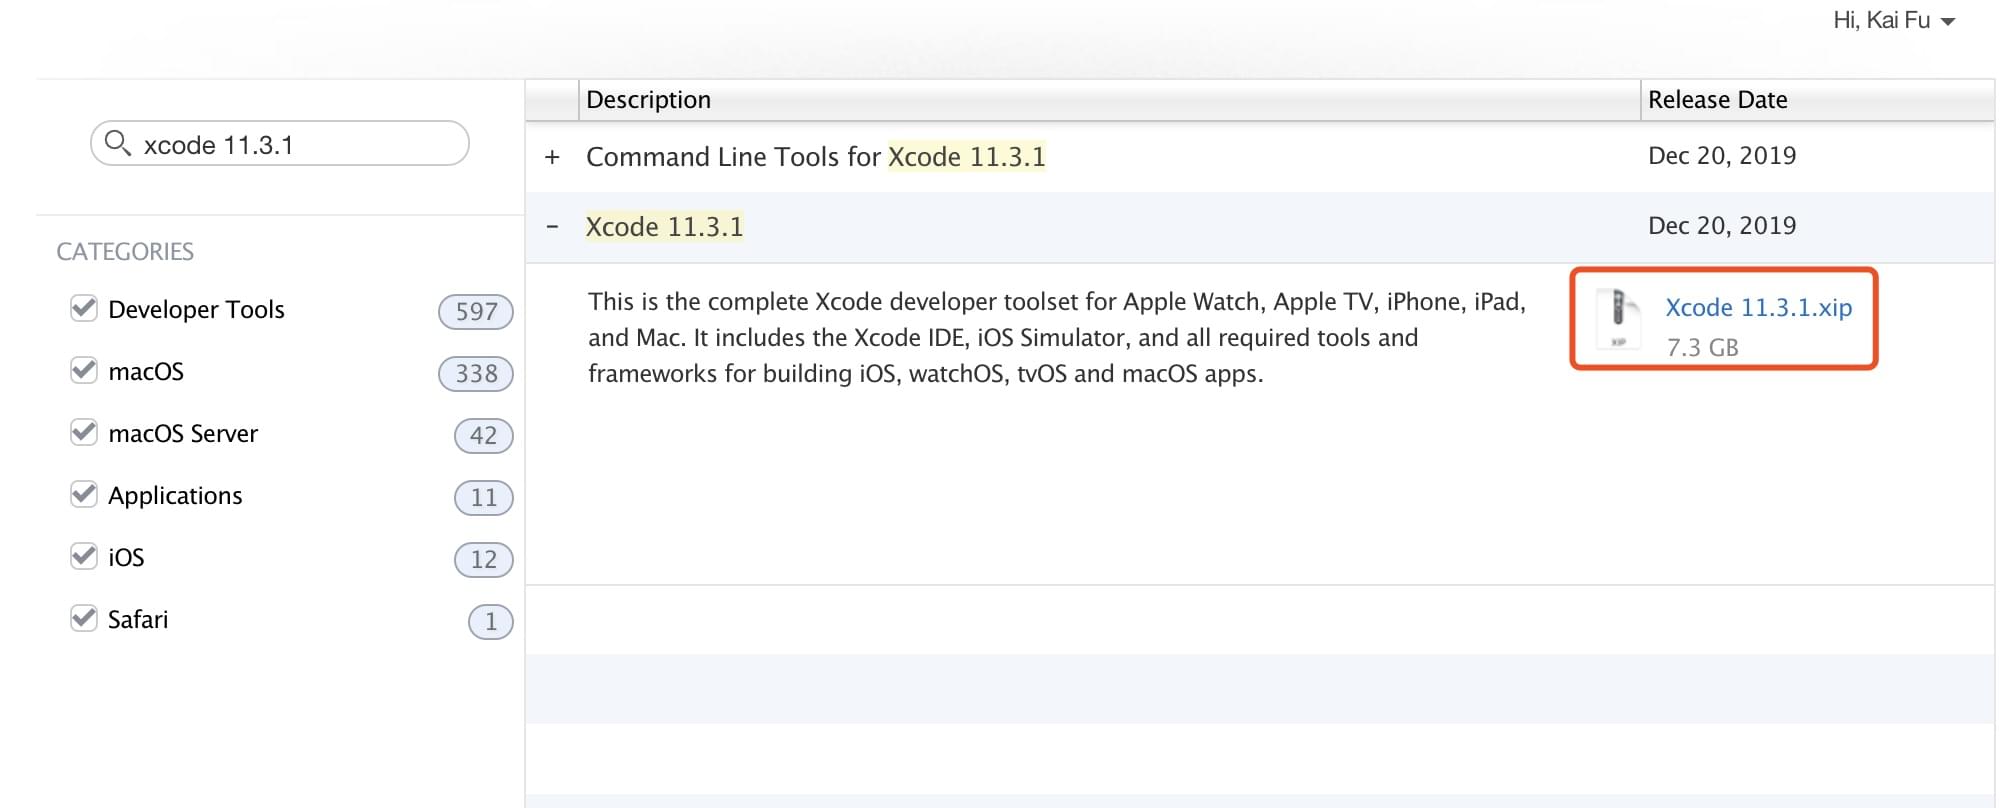 Hi, Kai Fu
xcode 11.3.1
CATEGORIES
Developer Tools 597
macOS 338
macOS Server 42
Applications 11
iOS 12
Safari 1
Description Release Date
+ Command Line Tools for Xcode 11.3.1 Dec 20, 2019
− Xcode 11.3.1 Dec 20, 2019
This is the complete Xcode developer toolset for Apple Watch, Apple TV, iPhone, iPad,
and Mac. It includes the Xcode IDE, iOS Simulator, and all required tools and
frameworks for building iOS, watchOS, tvOS and macOS apps.
XIP
Xcode 11.3.1.xip
7.3 GB